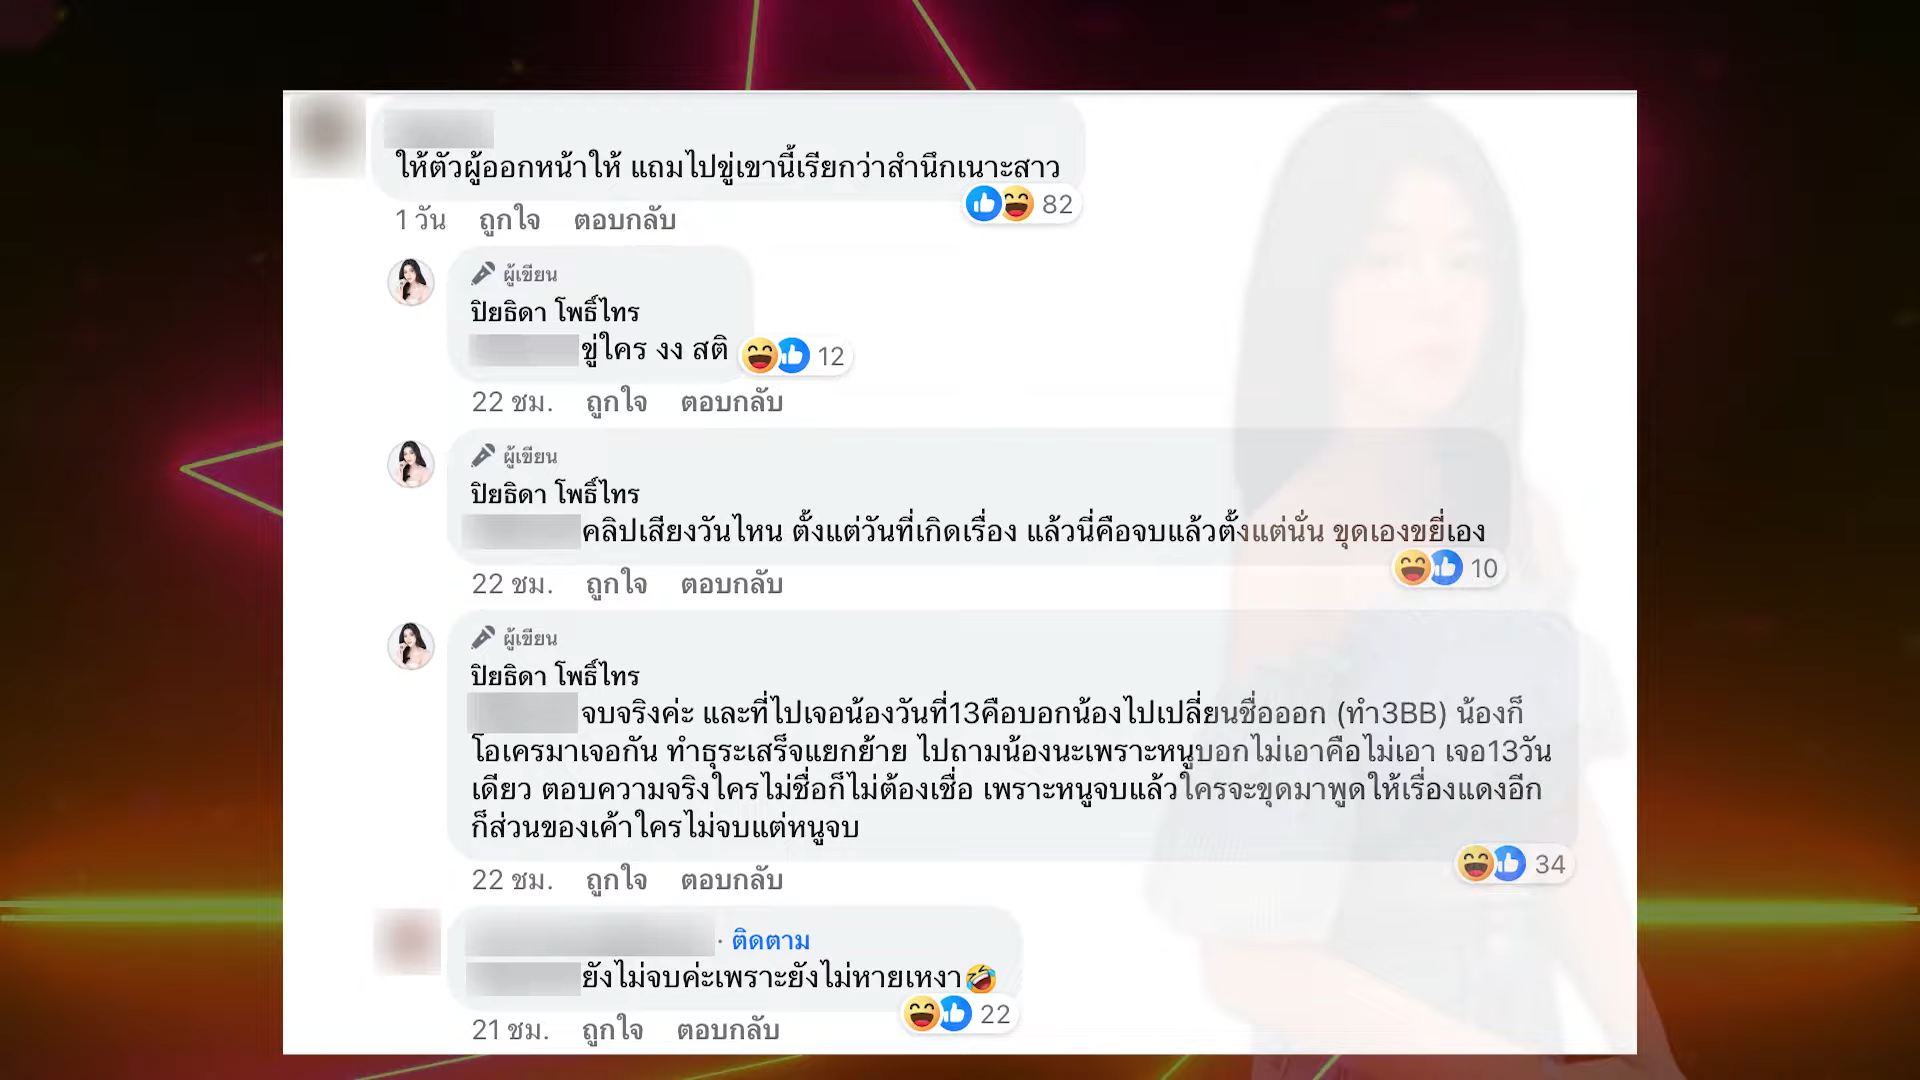 ให้ตัวผู้ออกหน้าให้ แถมไปขู่เขานี้เรียกว่าสำนึกเนาะสาว
82
1 วัน ถูกใจ ตอบกลับ
ผู้เขียน
ปิยธิดา โพธิ์ไทร
ขู่ใคร งง สติ
12
22 ชม. ถูกใจ ตอบกลับ
ผู้เขียน
ปิยธิดา โพธิ์ไทร
คลิปเสียงวันไหน ตั้งแต่วันที่เกิดเรื่อง แล้วนี่คือจบแล้วตั้งแต่นั่น ขุดเองขยี่เอง
10
22 ชม. ถูกใจ ตอบกลับ
ผู้เขียน
ปิยธิดา โพธิ์ไทร
จบจริงค่ะ และที่ไปเจอน้องวันที่13คือบอกน้องไปเปลี่ยนชื่อออก (ทำ3BB) น้องก็
โอเครมาเจอกัน ทำธุระเสร็จแยกย้าย ไปถามน้องนะเพราะหนูบอกไม่เอาคือไม่เอา เจอ13วัน
เดียว ตอบความจริงใครไม่ชื่อก็ไม่ต้องเชื่อ เพราะหนูจบแล้วใครจะขุดมาพูดให้เรื่องแดงอีก
ก็ส่วนของเค้าใครไม่จบแต่หนูจบ
34
22 ชม. ถูกใจ ตอบกลับ
· ติดตาม
ยังไม่จบค่ะเพราะยังไม่หายเหงา🤣
22
21 ชม. ถูกใจ ตอบกลับ